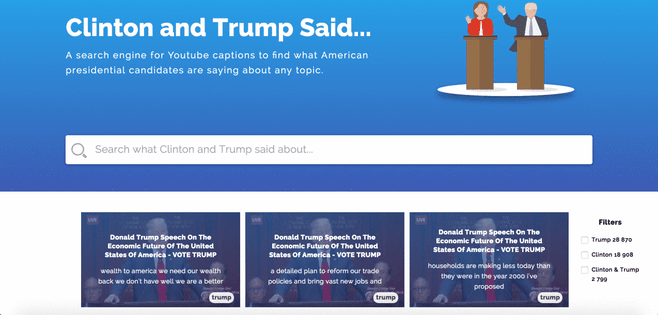 Clinton and Trump Said...
A search engine for Youtube captions to find what American
presidential candidates are saying about any topic.
Search what Clinton and Trump said about...
LIVE
Donald Trump Speech On The
Economic Future Of The United
States Of America - VOTE TRUMP
wealth to america we need our wealth
back we don't have well we are a better
trump
LIVE
Donald Trump Speech On The
Economic Future Of The United
States Of America - VOTE TRUMP
a detailed plan to reform our trade
policies and bring vast new jobs and
trump
LIVE
Donald Trump Speech On The
Economic Future Of The United
States Of America - VOTE TRUMP
households are making less today than
they were in the year 2000 i've
proposed
trump
Filters
Trump 28 870
Clinton 18 908
Clinton & Trump
2 799